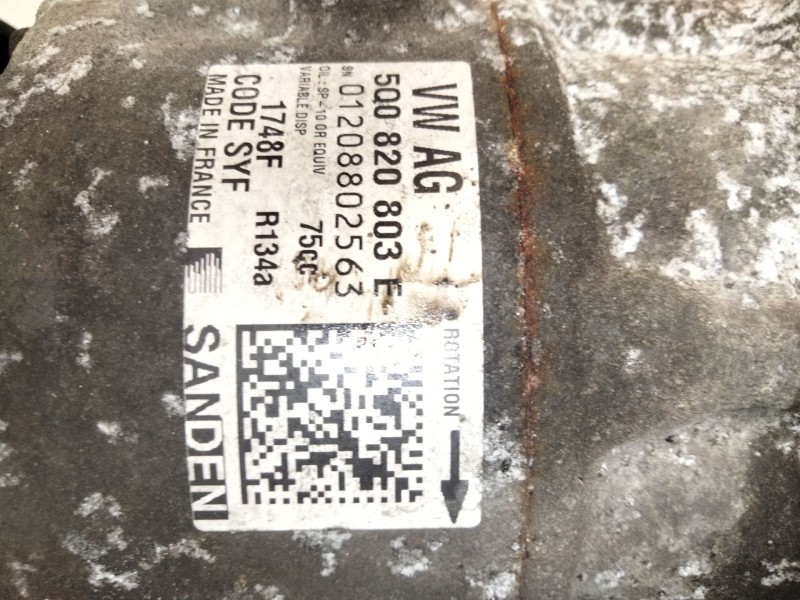 VW AG
5Q0 820 803 E
SN 01208802563
OIL : SP-10 OR EQUIV 75cc
VARIABLE DISP
1748F R134a
CODE SYF
MADE IN FRANCE
SANDEN
ROTATION